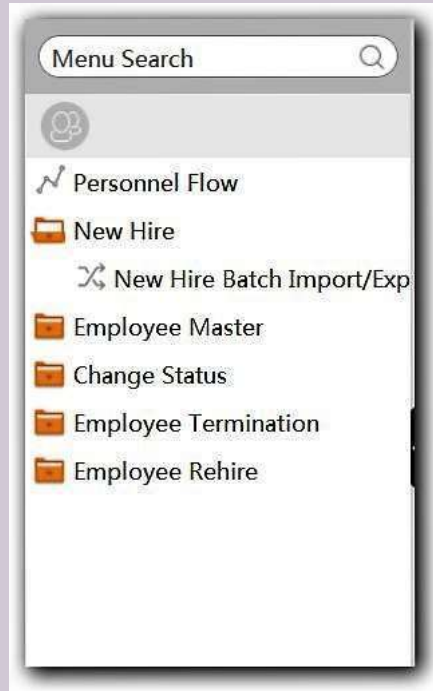 Menu Search
Personnel Flow
New Hire
New Hire Batch Import/Exp
Employee Master
Change Status
Employee Termination
Employee Rehire